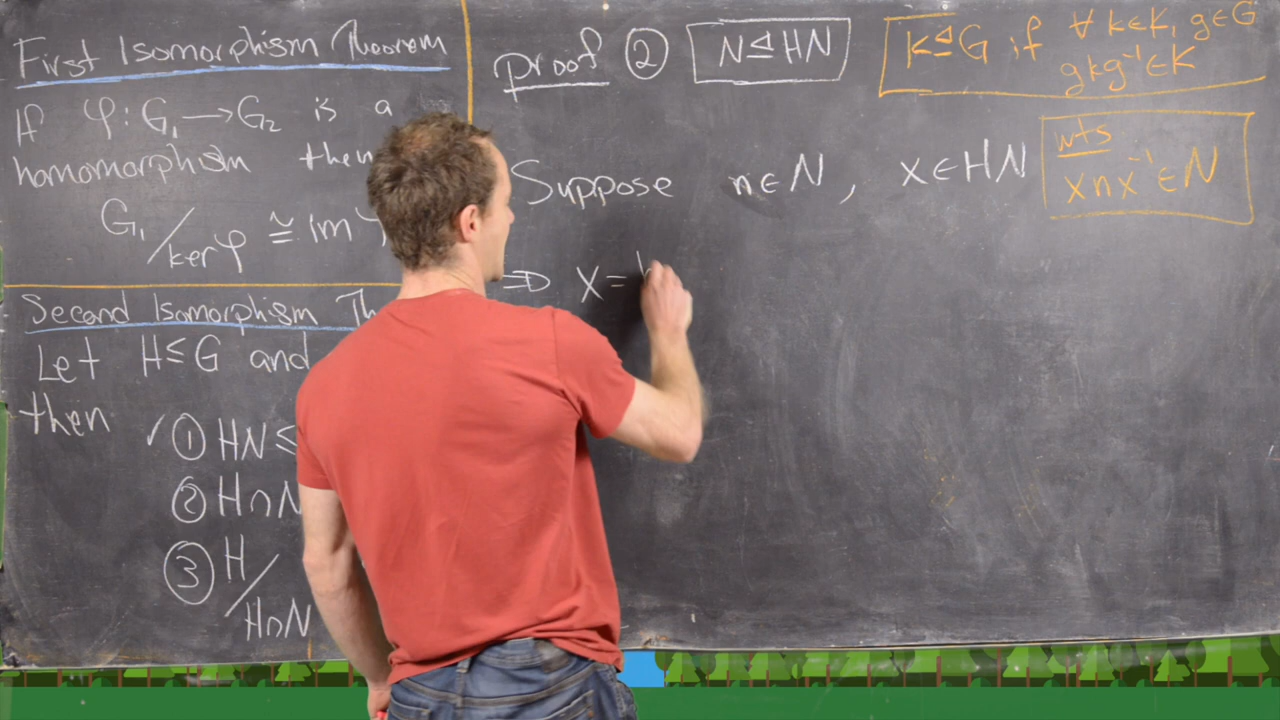 First Isomorphism Theorem
If φ: G₁ → G₂ is a
homomorphism then
G₁/kerφ ≅ im
Second Isomorphism
Let H ≤ G and
then
✓ ① HN ≤
② H∩N
③ H/H∩N
proof ② N ⊴ HN
K ⊴ G if ∀ k∈K, g∈G
gkg⁻¹ ∈ K
Suppose n∈N, x∈HN
wts
xnx⁻¹ ∈ N
⇒ x =